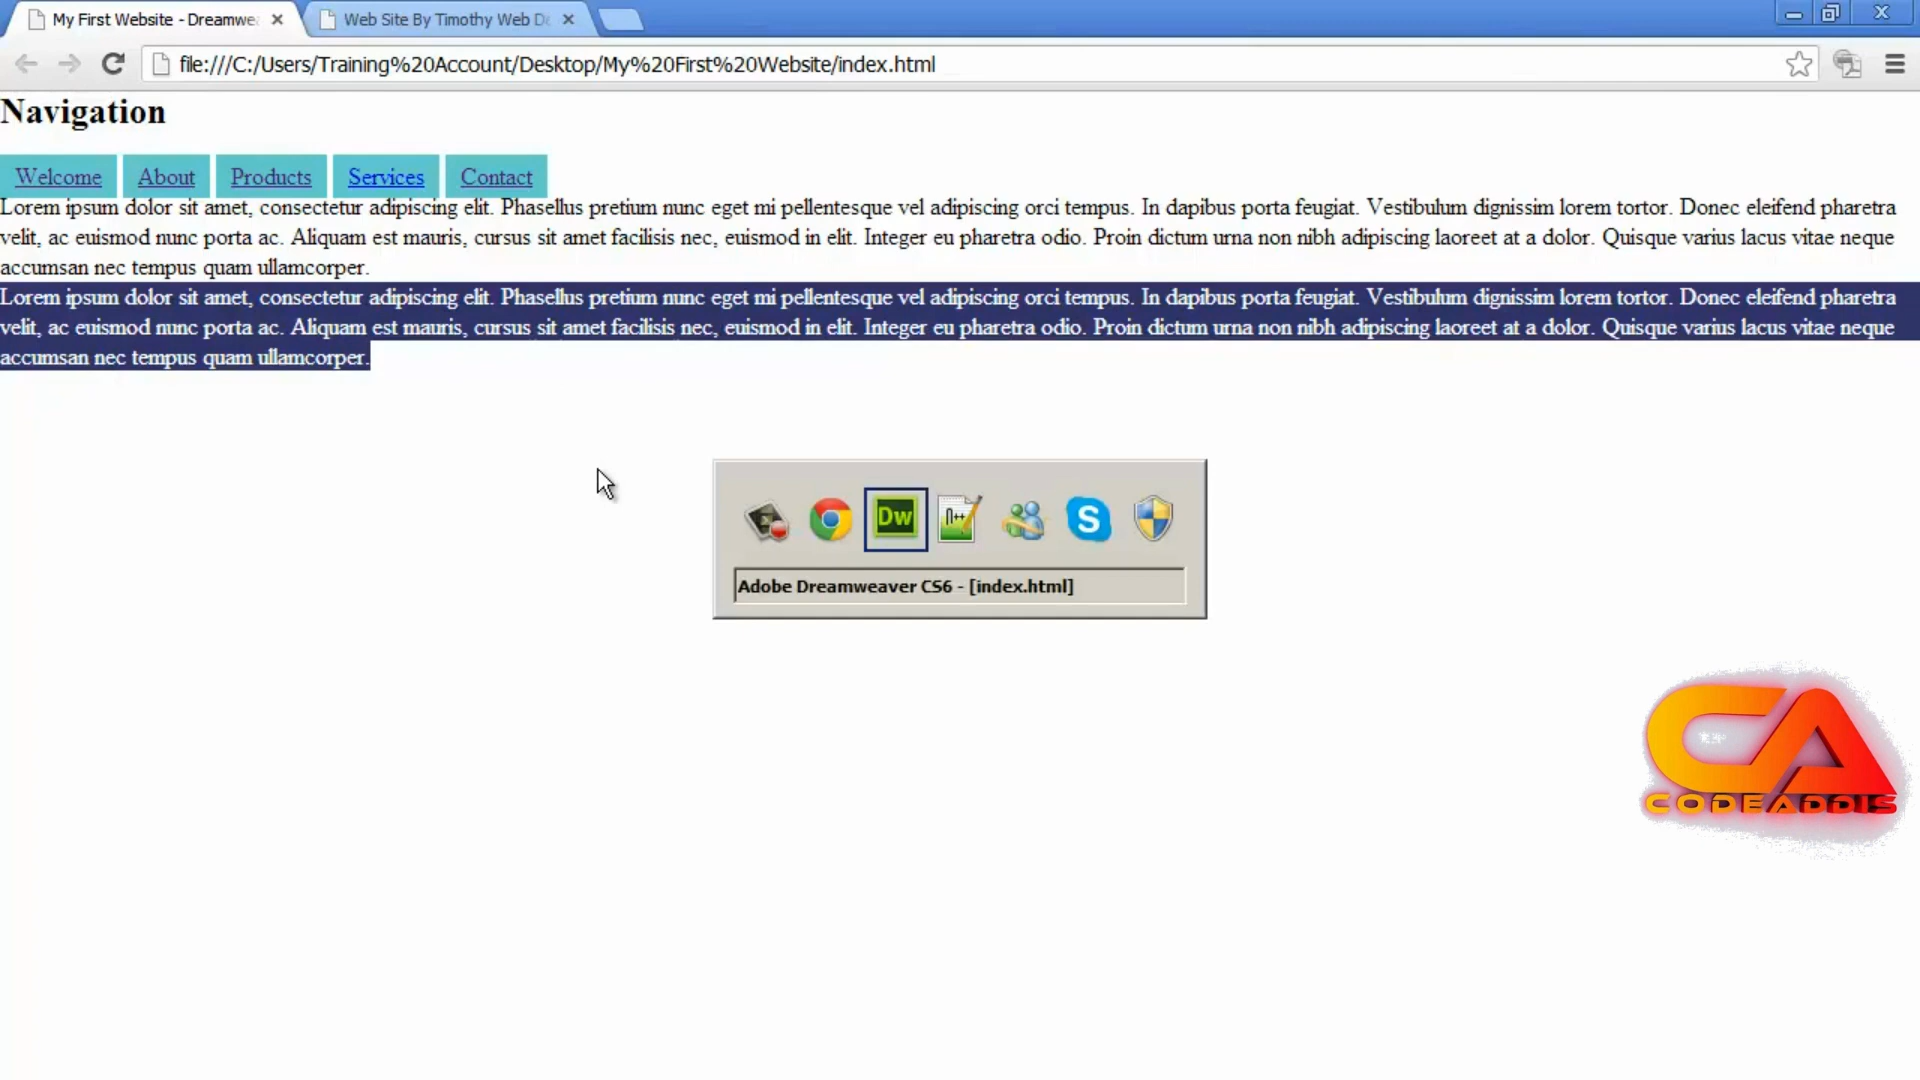 My First Website - Dreamwea
Web Site By Timothy Web De
file:///C:/Users/Training%20Account/Desktop/My%20First%20Website/index.html
Navigation
Welcome
About
Products
Services
Contact
Lorem ipsum dolor sit amet, consectetur adipiscing elit. Phasellus pretium nunc eget mi pellentesque vel adipiscing orci tempus. In dapibus porta feugiat. Vestibulum dignissim lorem tortor. Donec eleifend pharetra
velit, ac euismod nunc porta ac. Aliquam est mauris, cursus sit amet facilisis nec, euismod in elit. Integer eu pharetra odio. Proin dictum urna non nibh adipiscing laoreet at a dolor. Quisque varius lacus vitae neque
accumsan nec tempus quam ullamcorper.
Lorem ipsum dolor sit amet, consectetur adipiscing elit. Phasellus pretium nunc eget mi pellentesque vel adipiscing orci tempus. In dapibus porta feugiat. Vestibulum dignissim lorem tortor. Donec eleifend pharetra
velit, ac euismod nunc porta ac. Aliquam est mauris, cursus sit amet facilisis nec, euismod in elit. Integer eu pharetra odio. Proin dictum urna non nibh adipiscing laoreet at a dolor. Quisque varius lacus vitae neque
accumsan nec tempus quam ullamcorper.
Dw
n++
S
Adobe Dreamweaver CS6 - [index.html]
CA
CODEADDIS